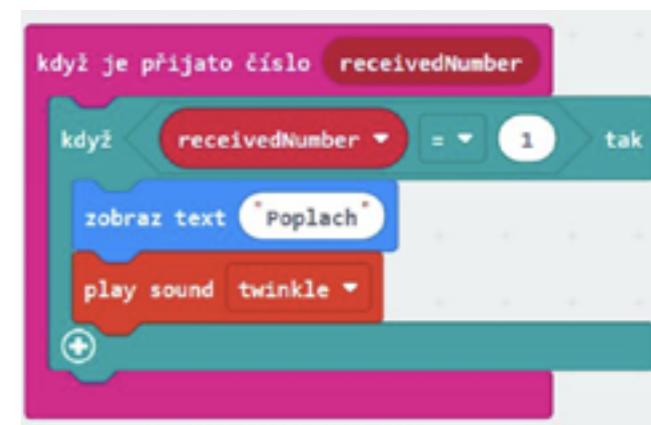 když je přijato číslo receivedNumber
když receivedNumber = 1 tak
zobraz text "Poplach"
play sound twinkle